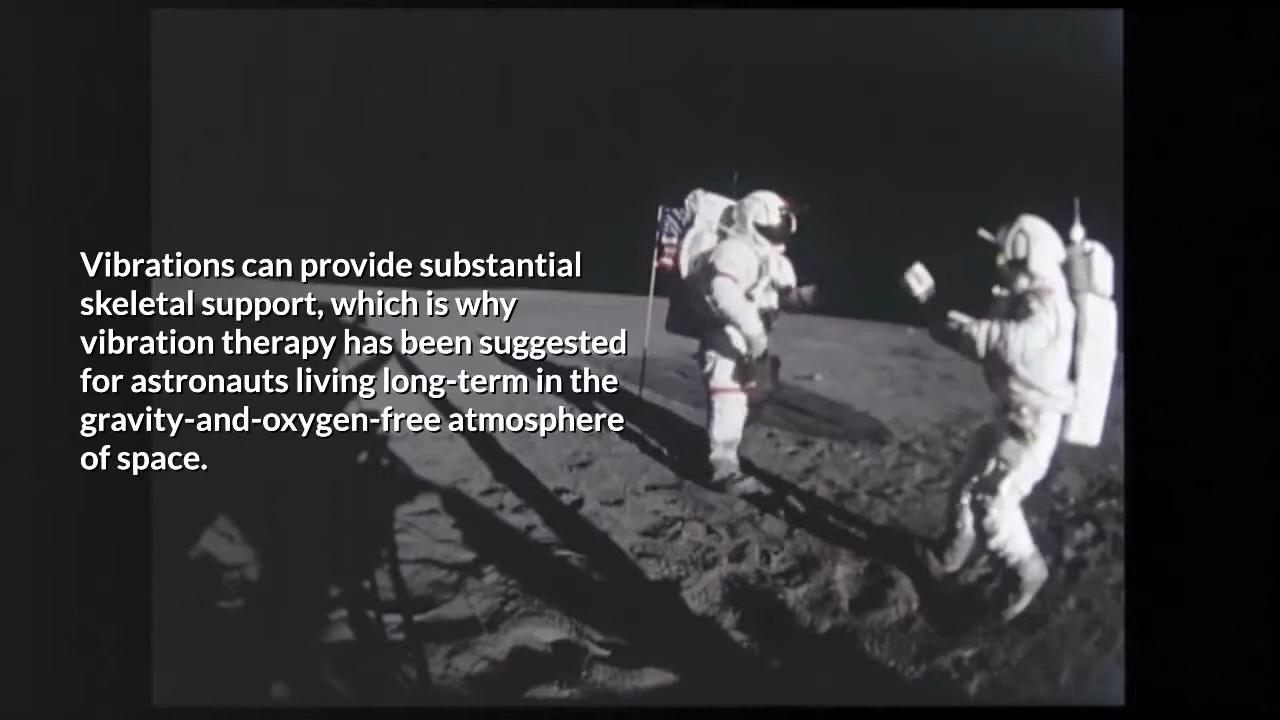 Vibrations can provide substantial
skeletal support, which is why
vibration therapy has been suggested
for astronauts living long-term in the
gravity-and-oxygen-free atmosphere
of space.